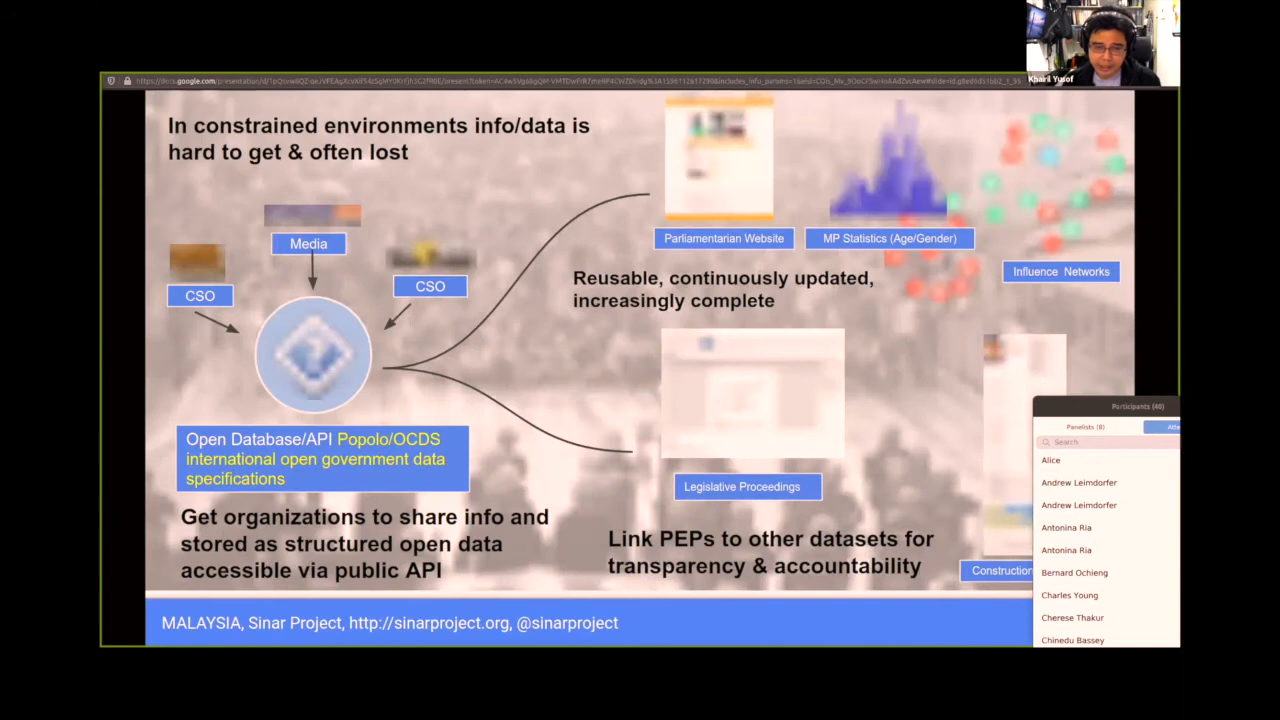 Kharil Yusof
In constrained environments info/data is
hard to get & often lost
Media
CSO
CSO
Parliamentarian Website
MP Statistics (Age/Gender)
Influence Networks
Reusable, continuously updated,
increasingly complete
Open Database/API Popolo/OCDS
international open government data
specifications
Legislative Proceedings
Get organizations to share info and
stored as structured open data
accessible via public API
Link PEPs to other datasets for
transparency & accountability
Construction
MALAYSIA, Sinar Project, http://sinarproject.org, @sinarproject
Participants (40)
Panelists (8)
Atte
Search
Alice
Andrew Leimdorfer
Andrew Leimdorfer
Antonina Ria
Antonina Ria
Bernard Ochieng
Charles Young
Cherese Thakur
Chinedu Bassey